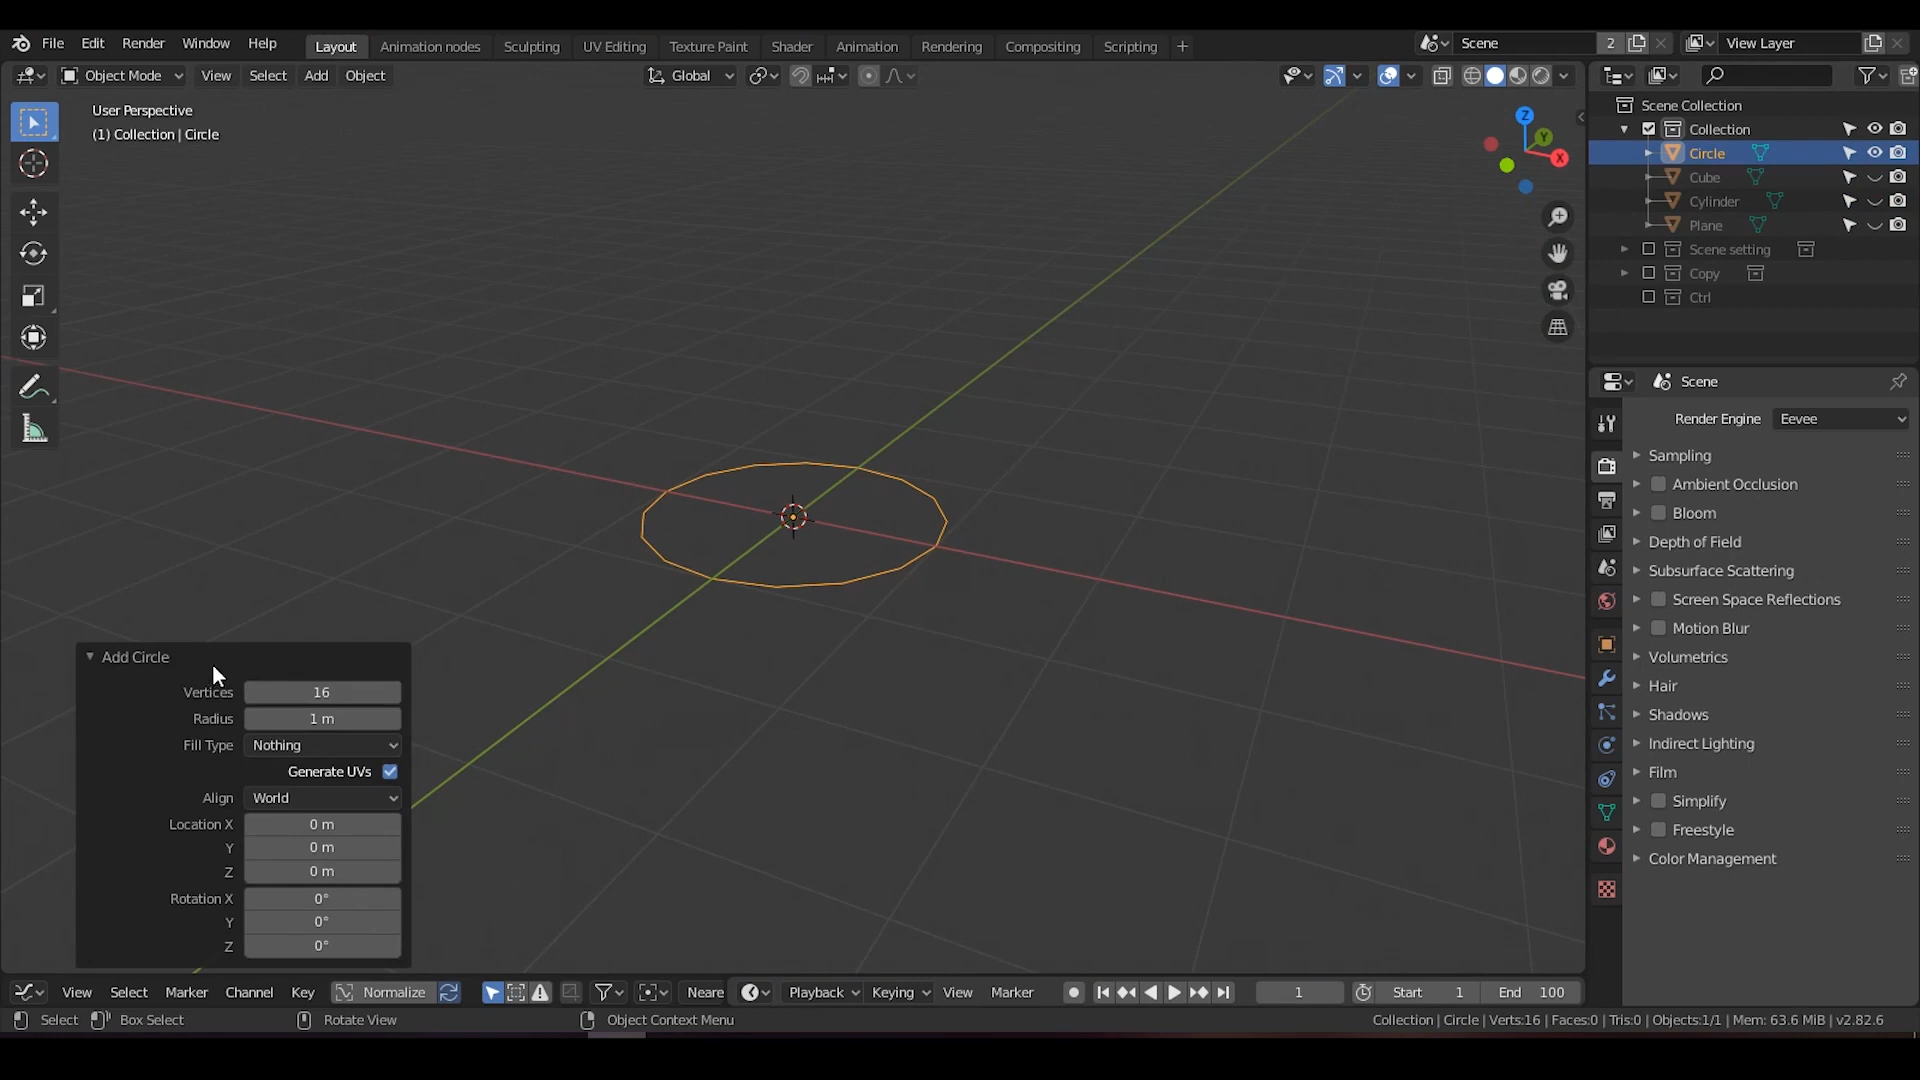 File Edit Render Window Help Layout Animation nodes Sculpting UV Editing Texture Paint Shader Animation Rendering Compositing Scripting + Scene 2 View Layer
Object Mode View Select Add Object Global
User Perspective
(1) Collection | Circle
Z
Y
X
Scene Collection
Collection
Circle
Cube
Cylinder
Plane
Scene setting
Copy
Ctrl
Scene
Render Engine Eevee
Sampling
Ambient Occlusion
Bloom
Depth of Field
Subsurface Scattering
Screen Space Reflections
Motion Blur
Volumetrics
Hair
Shadows
Indirect Lighting
Film
Simplify
Freestyle
Color Management
Add Circle
Vertices 16
Radius 1 m
Fill Type Nothing
Generate UVs
Align World
Location X 0 m
Y 0 m
Z 0 m
Rotation X 0°
Y 0°
Z 0°
View Select Marker Channel Key Normalize Neare Playback Keying View Marker 1 Start 1 End 100
Select Box Select Rotate View Object Context Menu Collection | Circle | Verts:16 | Faces:0 | Tris:0 | Objects:1/1 | Mem: 63.6 MiB | v2.82.6